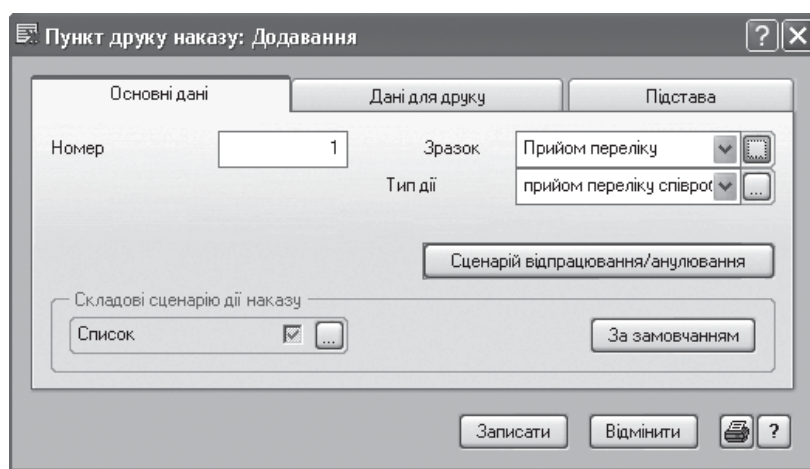 Пункт друку наказу: Додавання
Основні дані Дані для друку Підстава
Номер 1 Зразок Прийом переліку ...
Тип дії прийом переліку співроб ...
Сценарій відпрацювання/анулювання
Складові сценарію дії наказу
Список ... За замовчанням
Записати Відмінити ?